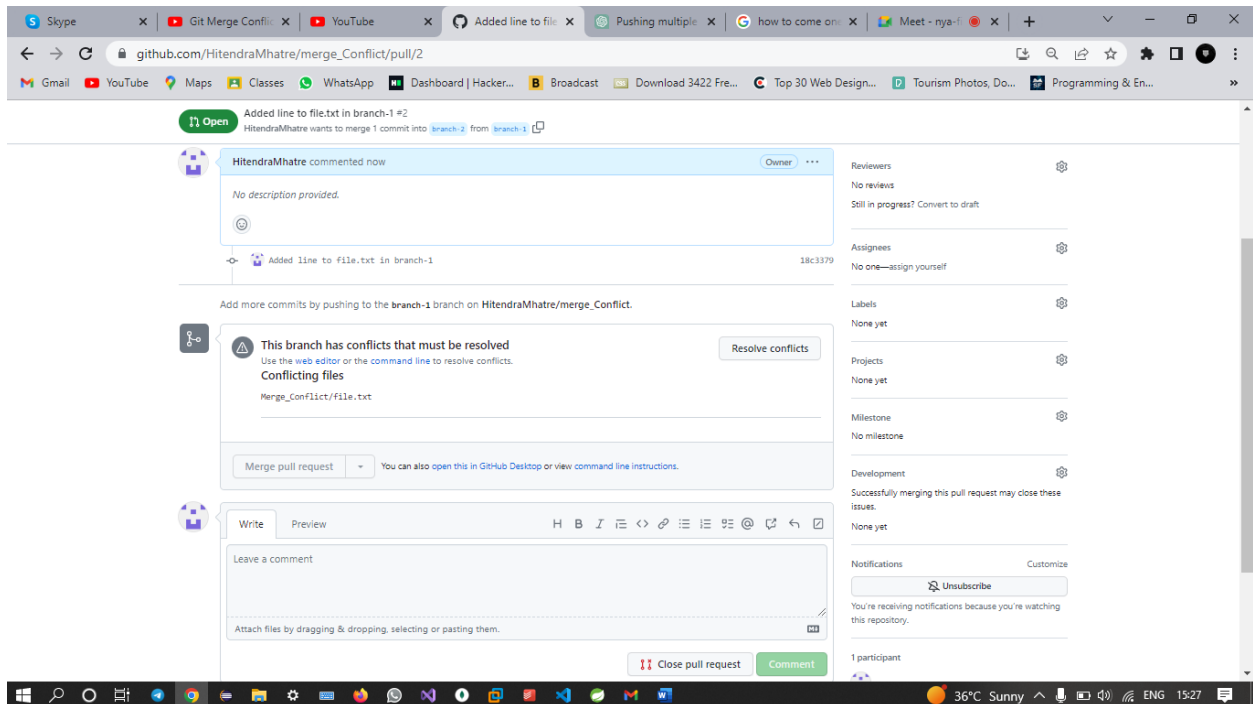 Skype
Git Merge Conflic
YouTube
Added line to file
Pushing multiple
how to come one
Meet - nya-f
github.com/HitendraMhatre/merge_Conflict/pull/2
Gmail YouTube Maps Classes WhatsApp Dashboard | Hacker... Broadcast Download 3422 Fre... Top 30 Web Design... Tourism Photos, Do... Programming & En... »
Open
Added line to file.txt in branch-1 #2
HitendraMhatre wants to merge 1 commit into branch-2 from branch-1
HitendraMhatre commented now
Owner ...
No description provided.
Added line to file.txt in branch-1
18c3379
Add more commits by pushing to the branch-1 branch on HitendraMhatre/merge_Conflict.
This branch has conflicts that must be resolved
Use the web editor or the command line to resolve conflicts.
Resolve conflicts
Conflicting files
Merge_Conflict/file.txt
Merge pull request
You can also open this in GitHub Desktop or view command line instructions.
Write
Preview
H B I
@
Leave a comment
Attach files by dragging & dropping, selecting or pasting them.
Close pull request
Comment
Reviewers
No reviews
Still in progress? Convert to draft
Assignees
No one—assign yourself
Labels
None yet
Projects
None yet
Milestone
No milestone
Development
Successfully merging this pull request may close these
issues.
None yet
Notifications
Customize
Unsubscribe
You're receiving notifications because you're watching
this repository.
1 participant
36°C Sunny
ENG
15:27